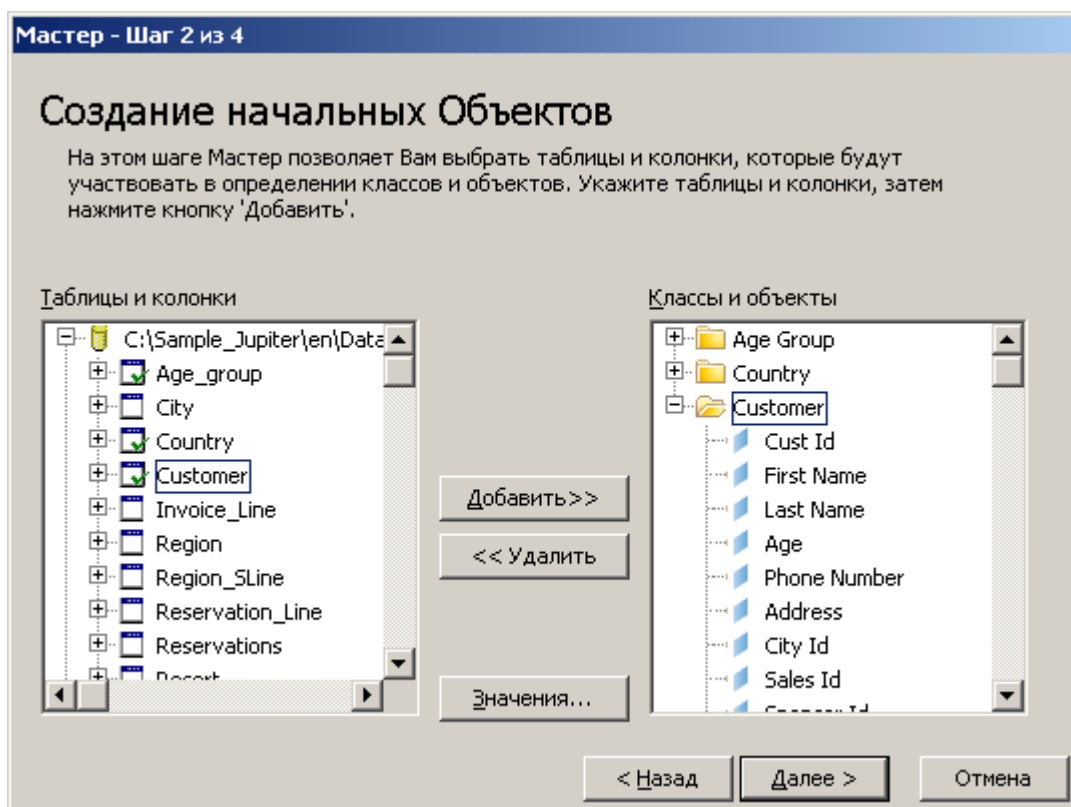 Мастер - Шаг 2 из 4
Создание начальных Объектов
На этом шаге Мастер позволяет Вам выбрать таблицы и колонки, которые будут
участвовать в определении классов и объектов. Укажите таблицы и колонки, затем
нажмите кнопку 'Добавить'.
Таблицы и колонки
C:\Sample_Jupiter\en\Data
Age_group
City
Country
Customer
Invoice_Line
Region
Region_SLine
Reservation_Line
Reservations
Добавить>>
<< Удалить
Значения...
Классы и объекты
Age Group
Country
Customer
Cust Id
First Name
Last Name
Age
Phone Number
Address
City Id
Sales Id
< Назад
Далее >
Отмена